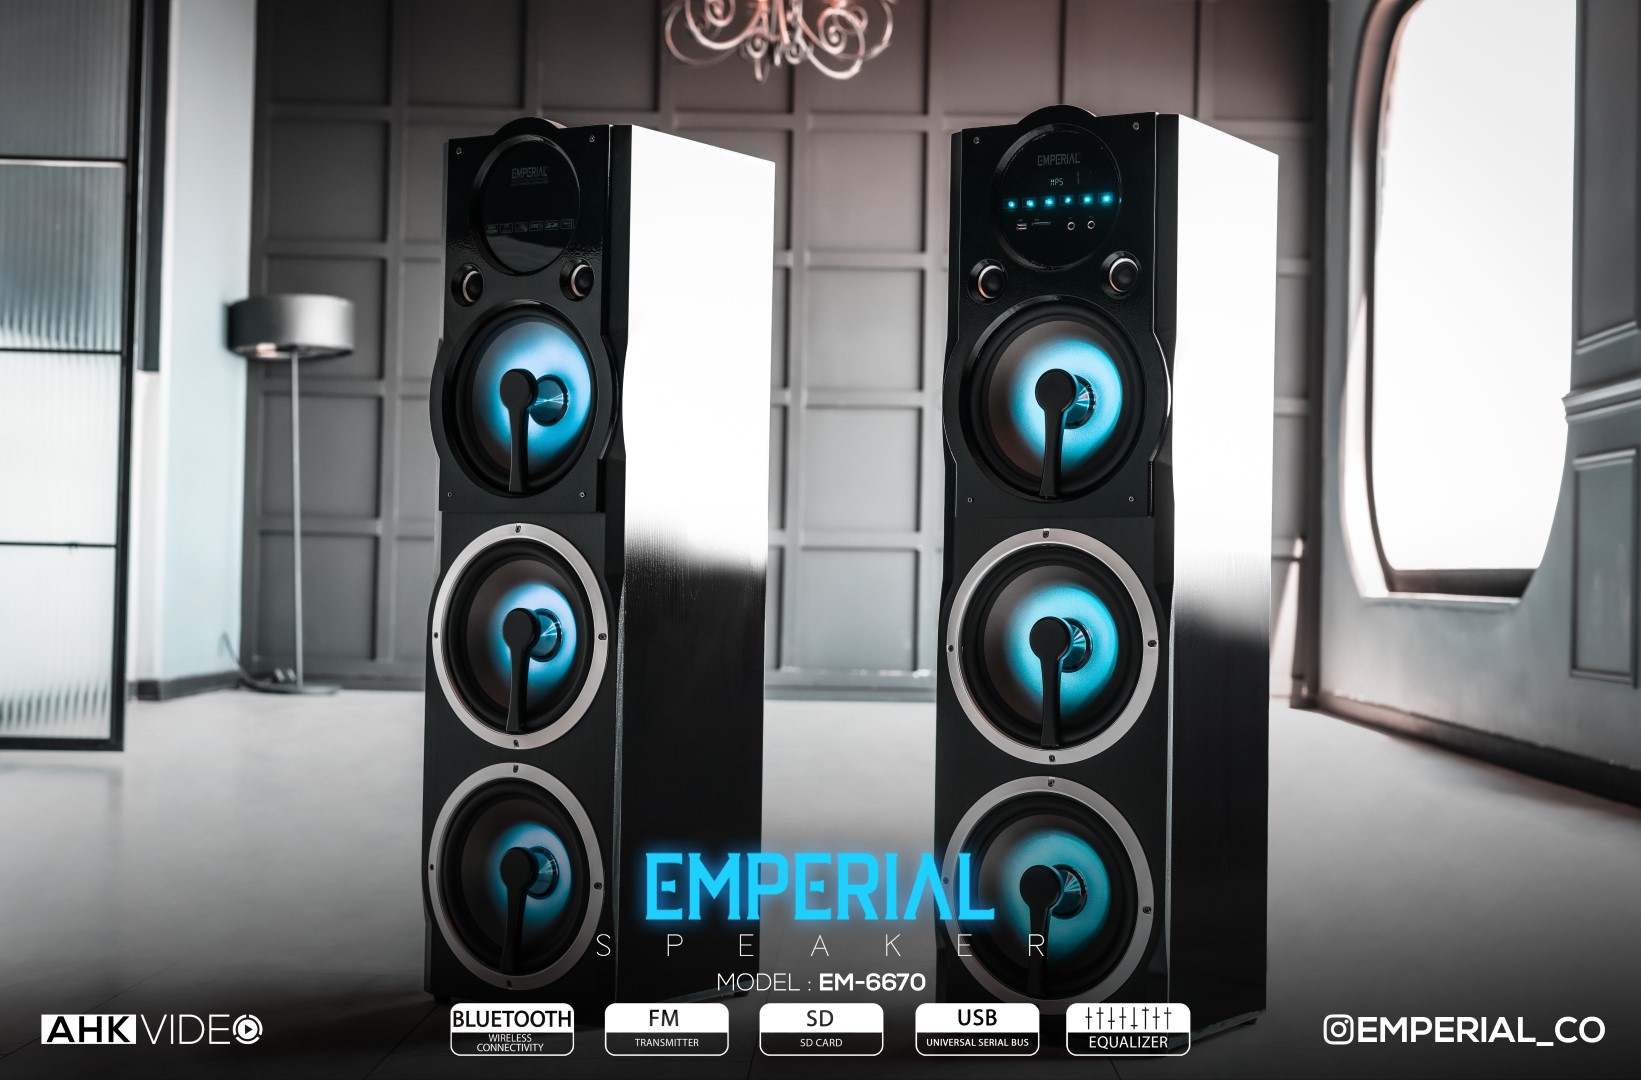 EMPERIAL
EMPERIAL
MP5
EMPERIAL
SPEAKER
MODEL : EM-6670
BLUETOOTH
WIRELESS
CONNECTIVITY
FM
TRANSMITTER
SD
SD CARD
USB
UNIVERSAL SERIAL BUS
EQUALIZER
AHK VIDEO
EMPERIAL_CO